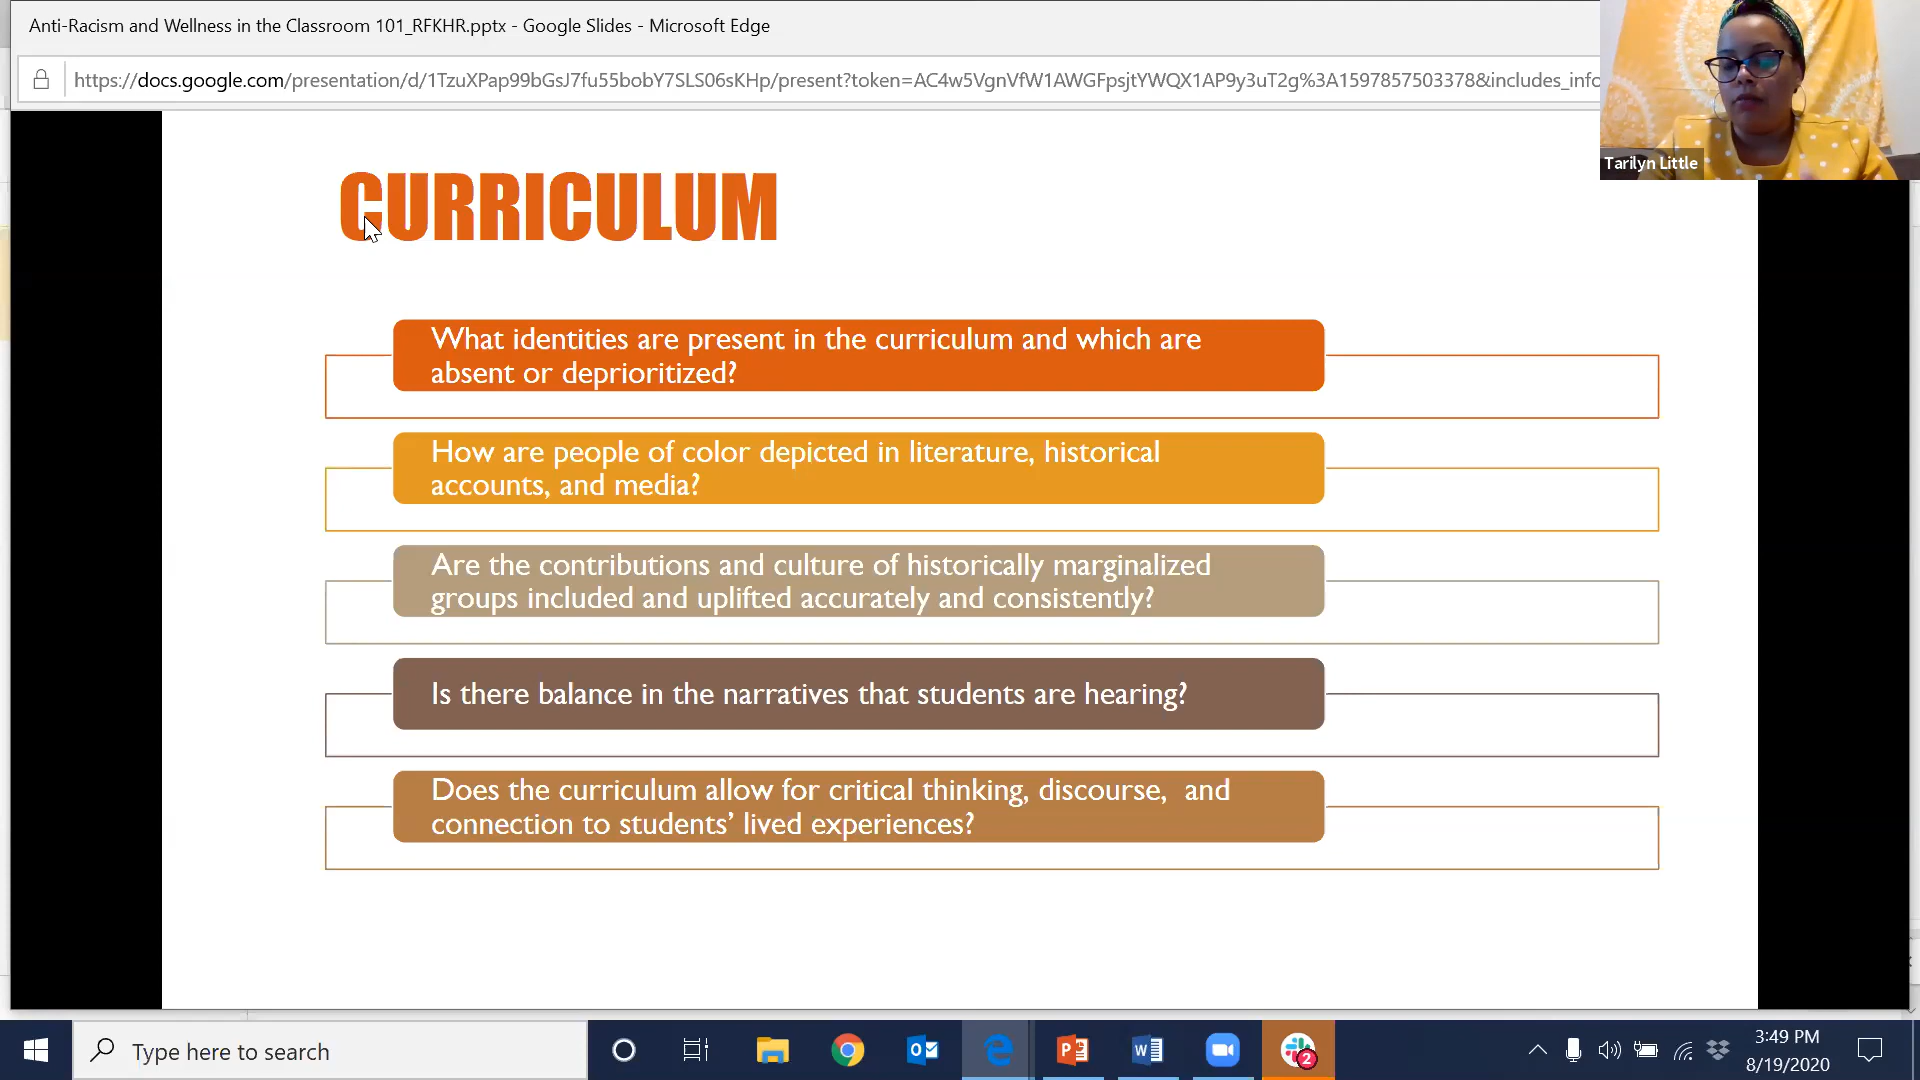 Anti-Racism and Wellness in the Classroom 101_RFKHR.pptx - Google Slides - Microsoft Edge
https://docs.google.com/presentation/d/1TzuXPap99bGsJ7fu55bobY7SLS06sKHp/present?token=AC4w5VgnVfW1AWGFpsjtYWQX1AP9y3uT2g%3A1597857503378&includes_info
Tarilyn Little
CURRICULUM
What identities are present in the curriculum and which are
absent or deprioritized?
How are people of color depicted in literature, historical
accounts, and media?
Are the contributions and culture of historically marginalized
groups included and uplifted accurately and consistently?
Is there balance in the narratives that students are hearing?
Does the curriculum allow for critical thinking, discourse,  and
connection to students’ lived experiences?
Type here to search
2
3:49 PM
8/19/2020